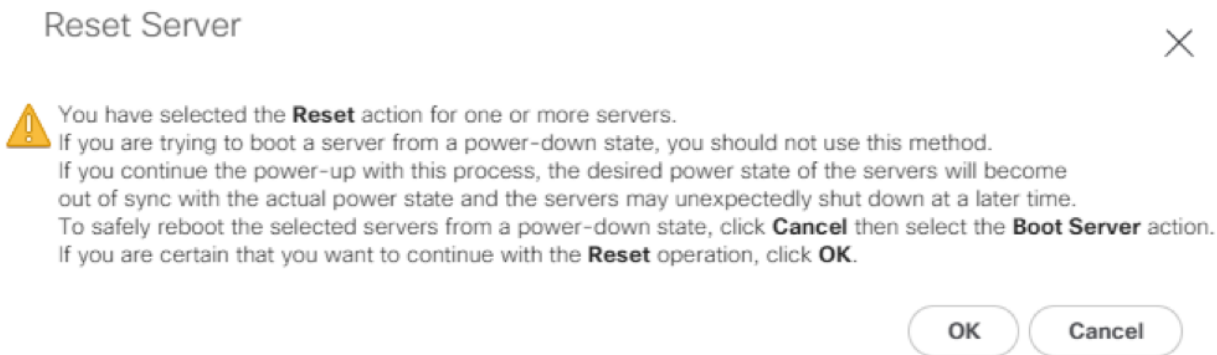 Reset Server
You have selected the Reset action for one or more servers.
If you are trying to boot a server from a power-down state, you should not use this method.
If you continue the power-up with this process, the desired power state of the servers will become
out of sync with the actual power state and the servers may unexpectedly shut down at a later time.
To safely reboot the selected servers from a power-down state, click Cancel then select the Boot Server action.
If you are certain that you want to continue with the Reset operation, click OK.
OK Cancel